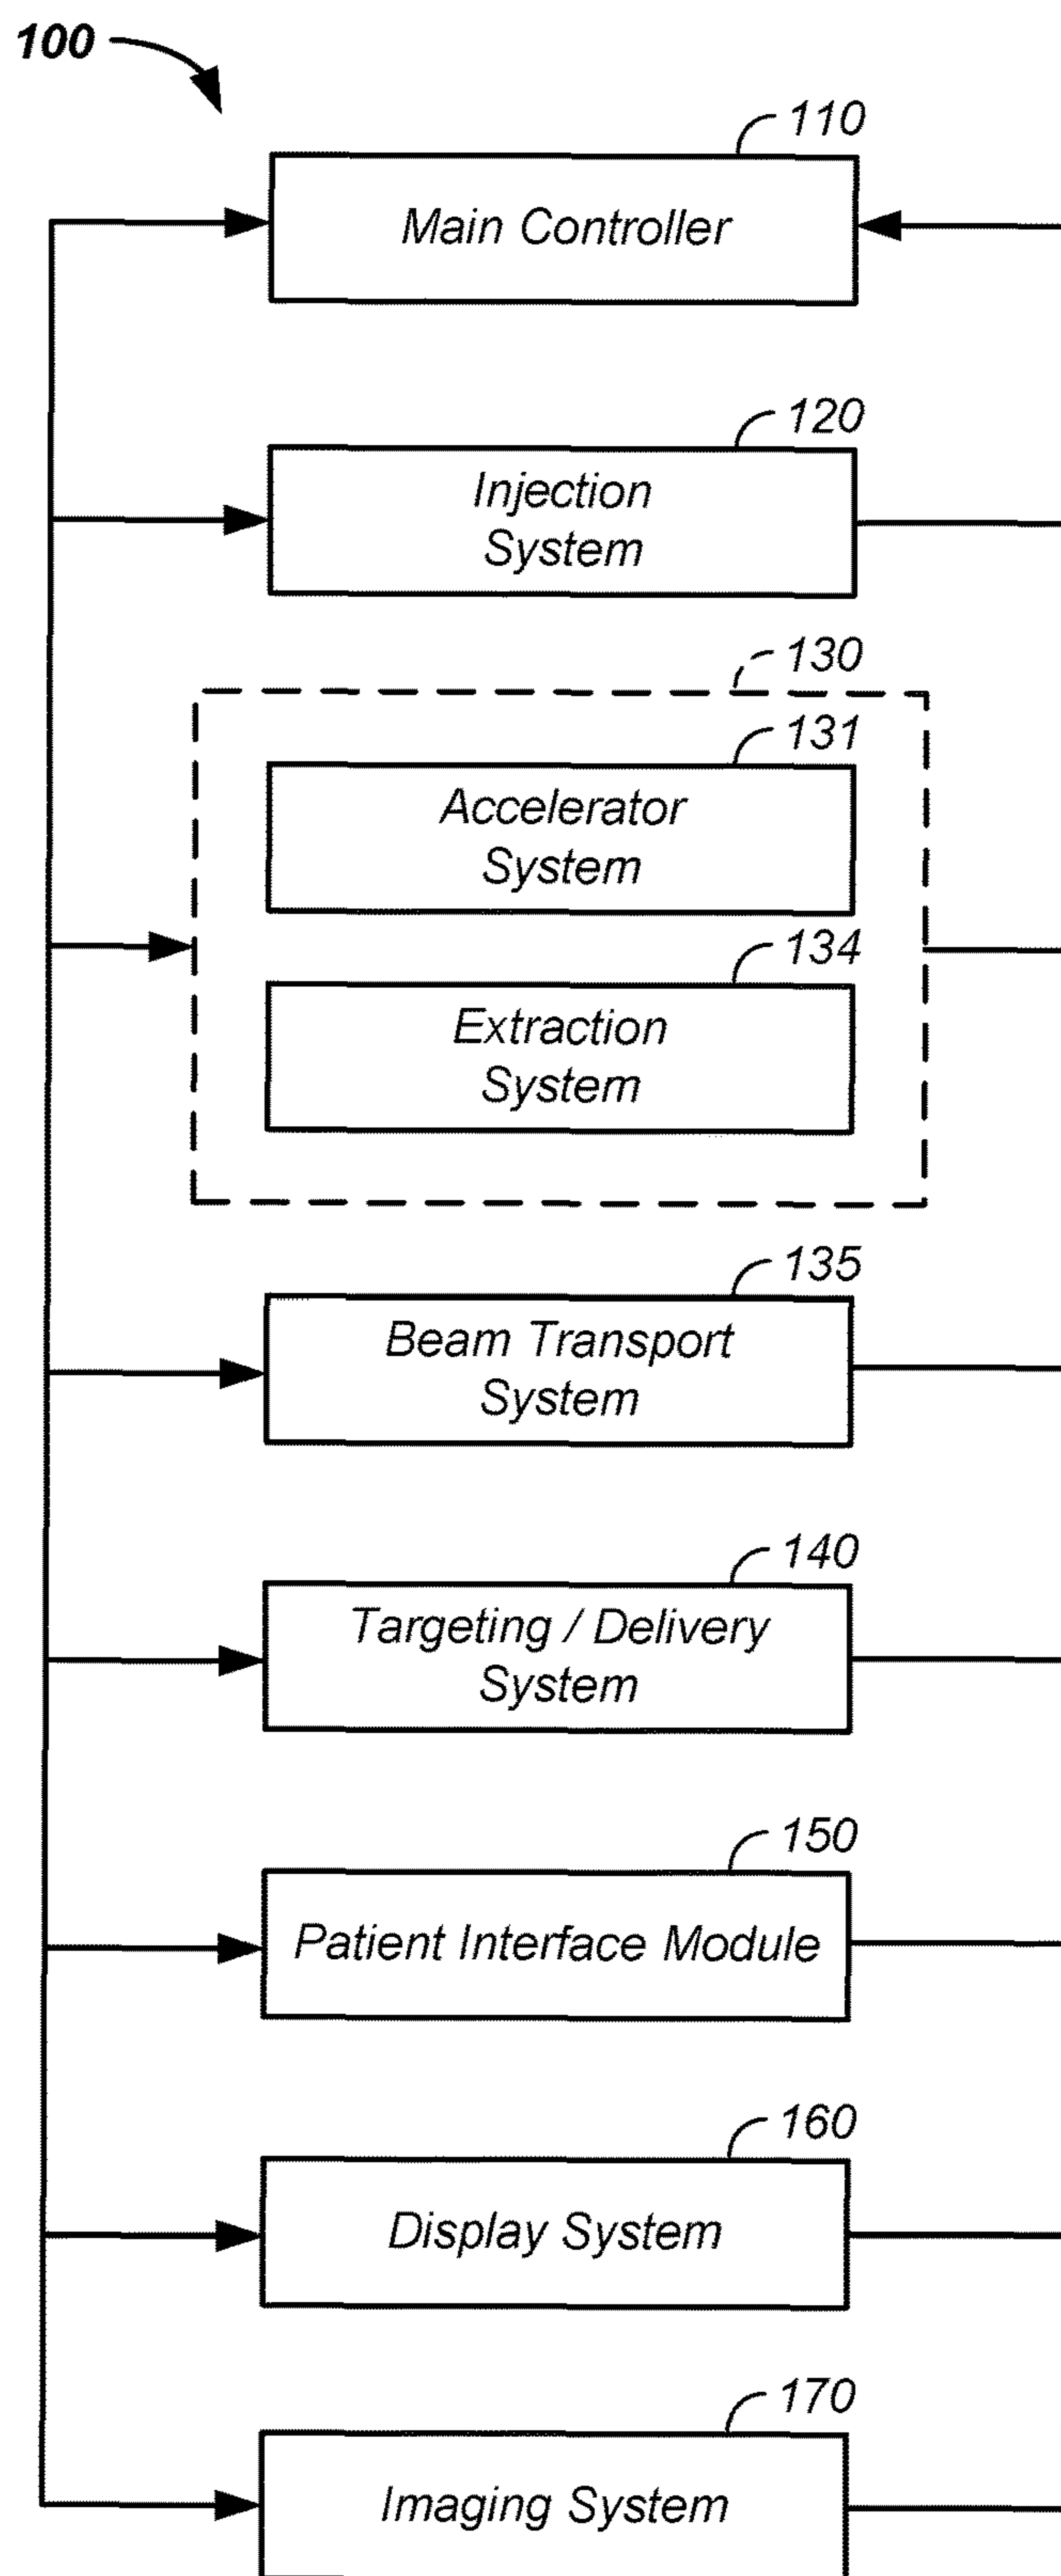 100
110
Main Controller
120
Injection
System
130
131
Accelerator
System
134
Extraction
System
135
Beam Transport
System
140
Targeting / Delivery
System
150
Patient Interface Module
160
Display System
170
Imaging System